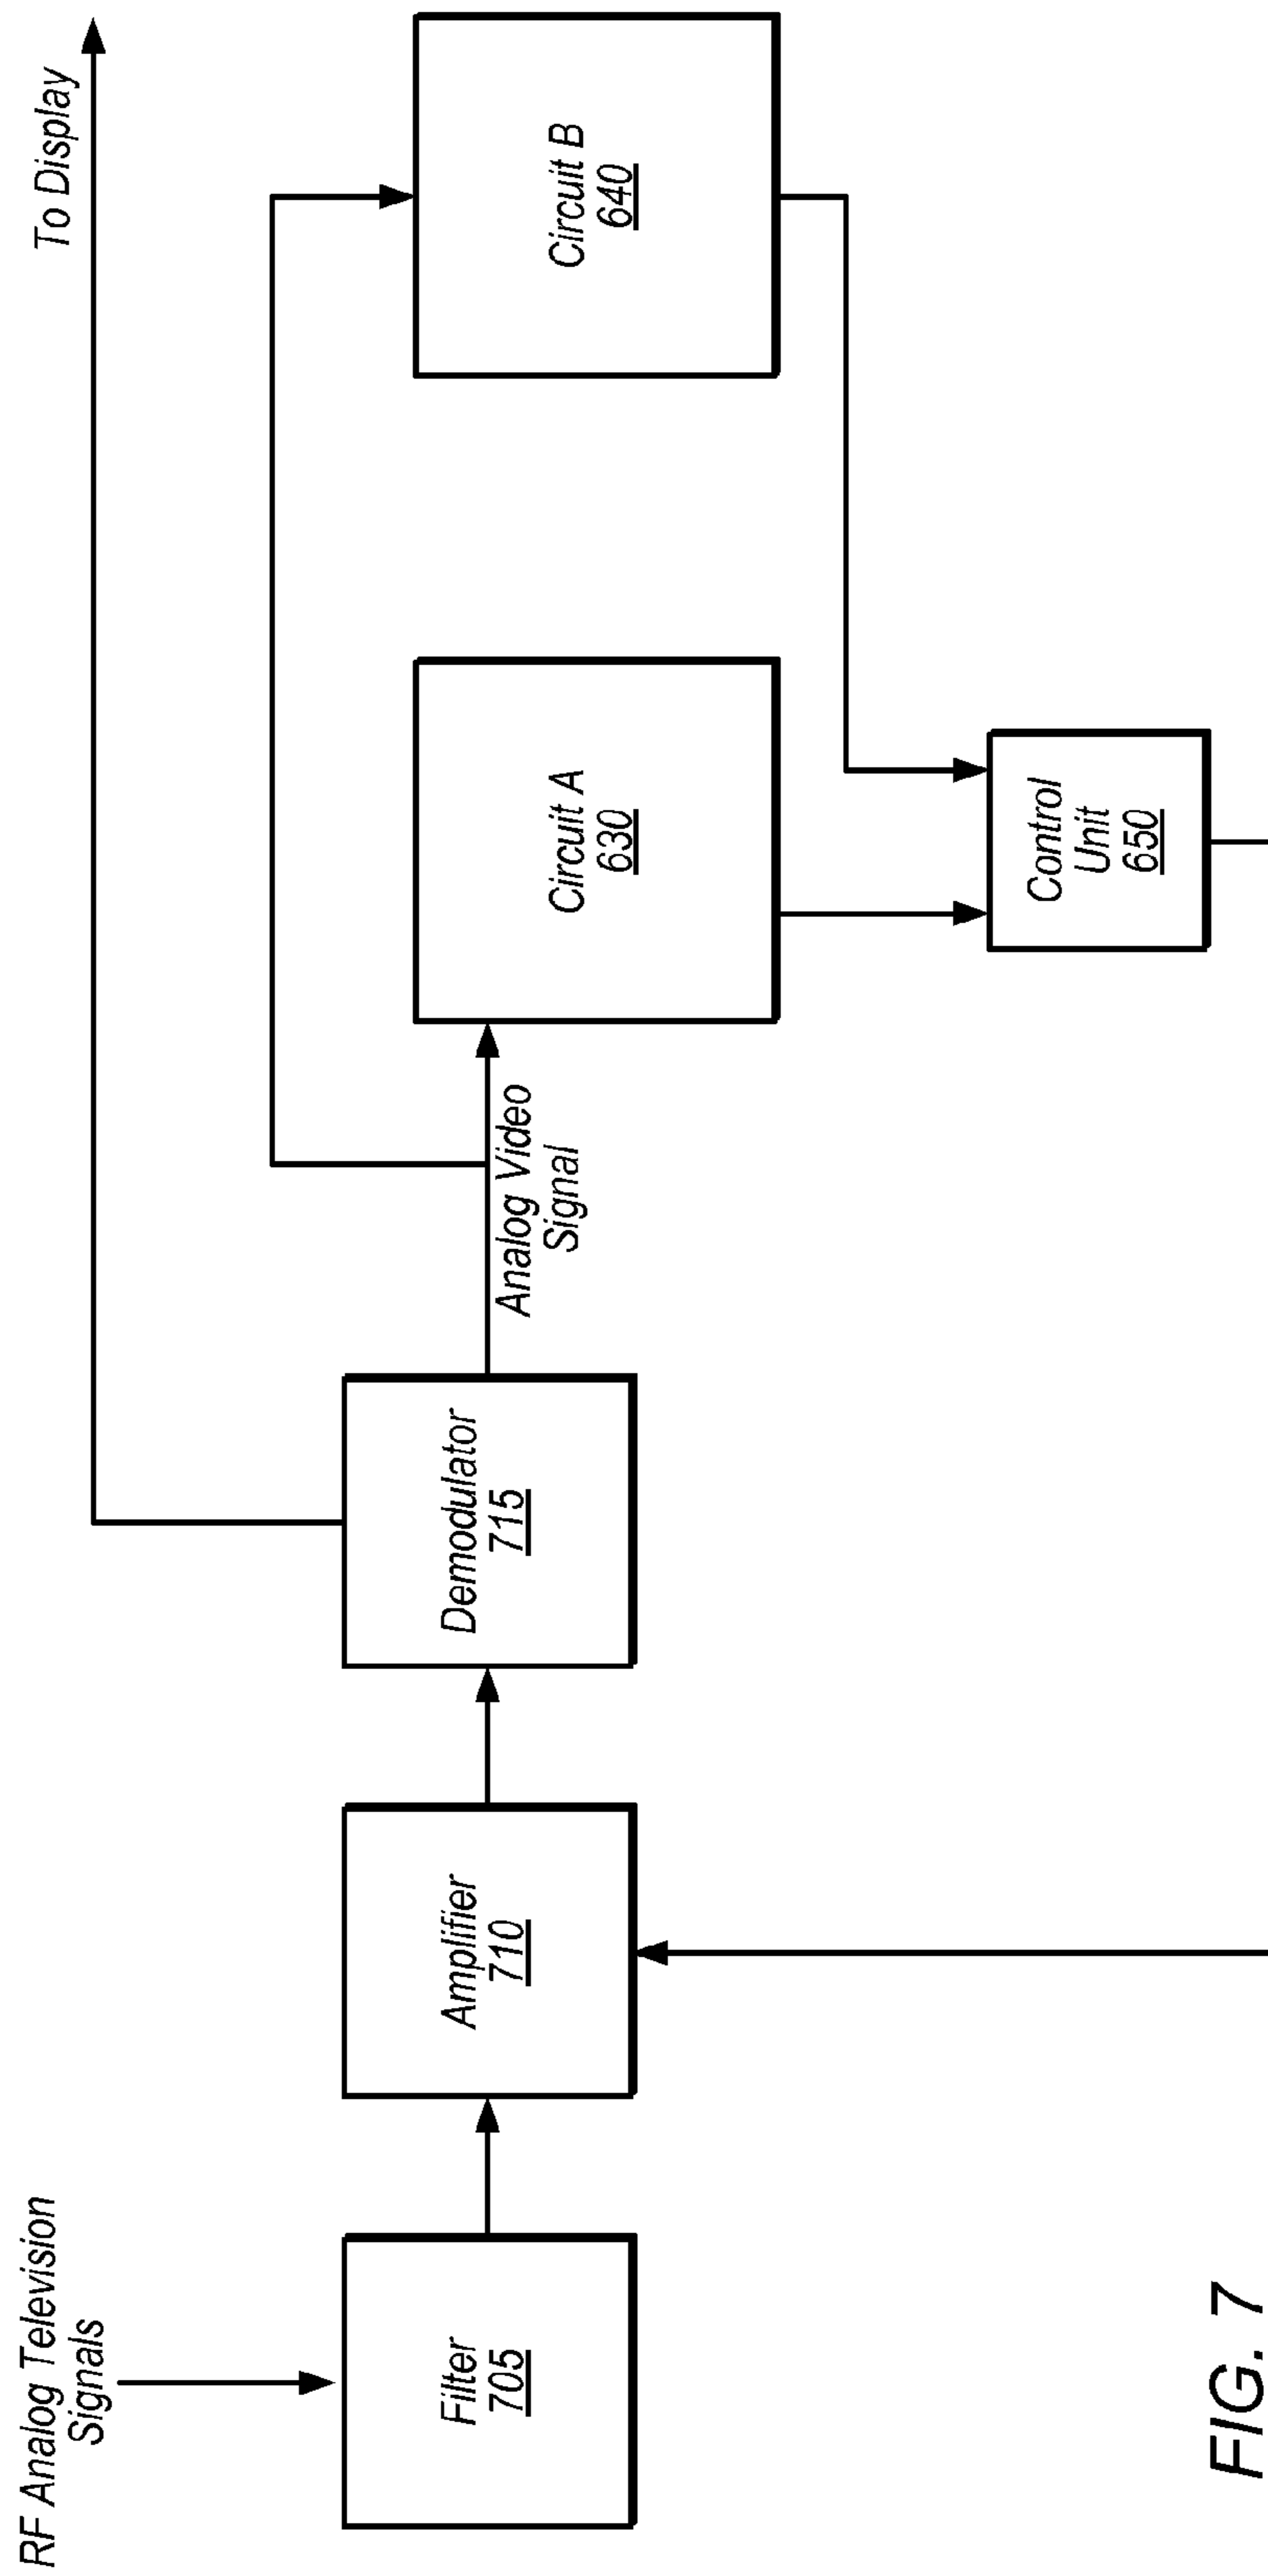 RF Analog Television
Signals
To Display
Filter
705
Amplifier
710
Demodulator
715
Analog Video
Signal
Circuit A
630
Circuit B
640
Control
Unit
650
FIG. 7